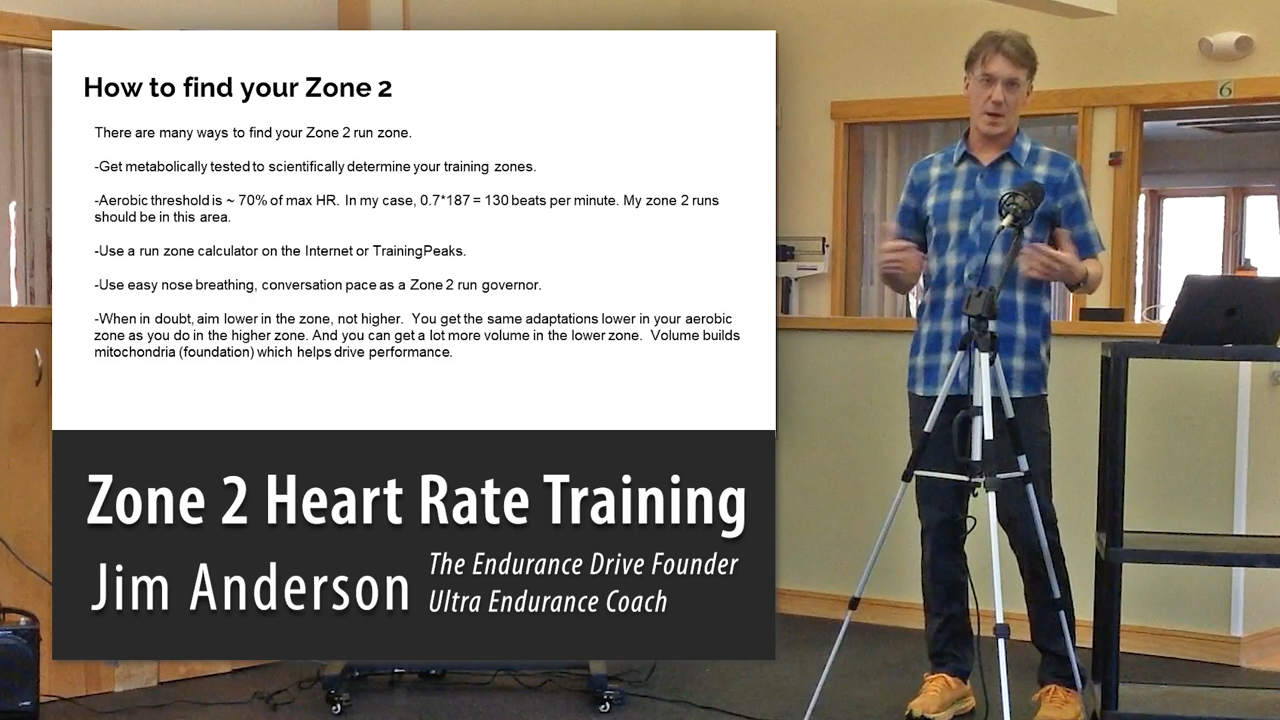 How to find your Zone 2
There are many ways to find your Zone 2 run zone.
-Get metabolically tested to scientifically determine your training zones.
-Aerobic threshold is ~ 70% of max HR. In my case, 0.7*187 = 130 beats per minute. My zone 2 runs
should be in this area.
-Use a run zone calculator on the Internet or TrainingPeaks.
-Use easy nose breathing, conversation pace as a Zone 2 run governor.
-When in doubt, aim lower in the zone, not higher. You get the same adaptations lower in your aerobic
zone as you do in the higher zone. And you can get a lot more volume in the lower zone. Volume builds
mitochondria (foundation) which helps drive performance.
Zone 2 Heart Rate Training
Jim Anderson
The Endurance Drive Founder
Ultra Endurance Coach
6